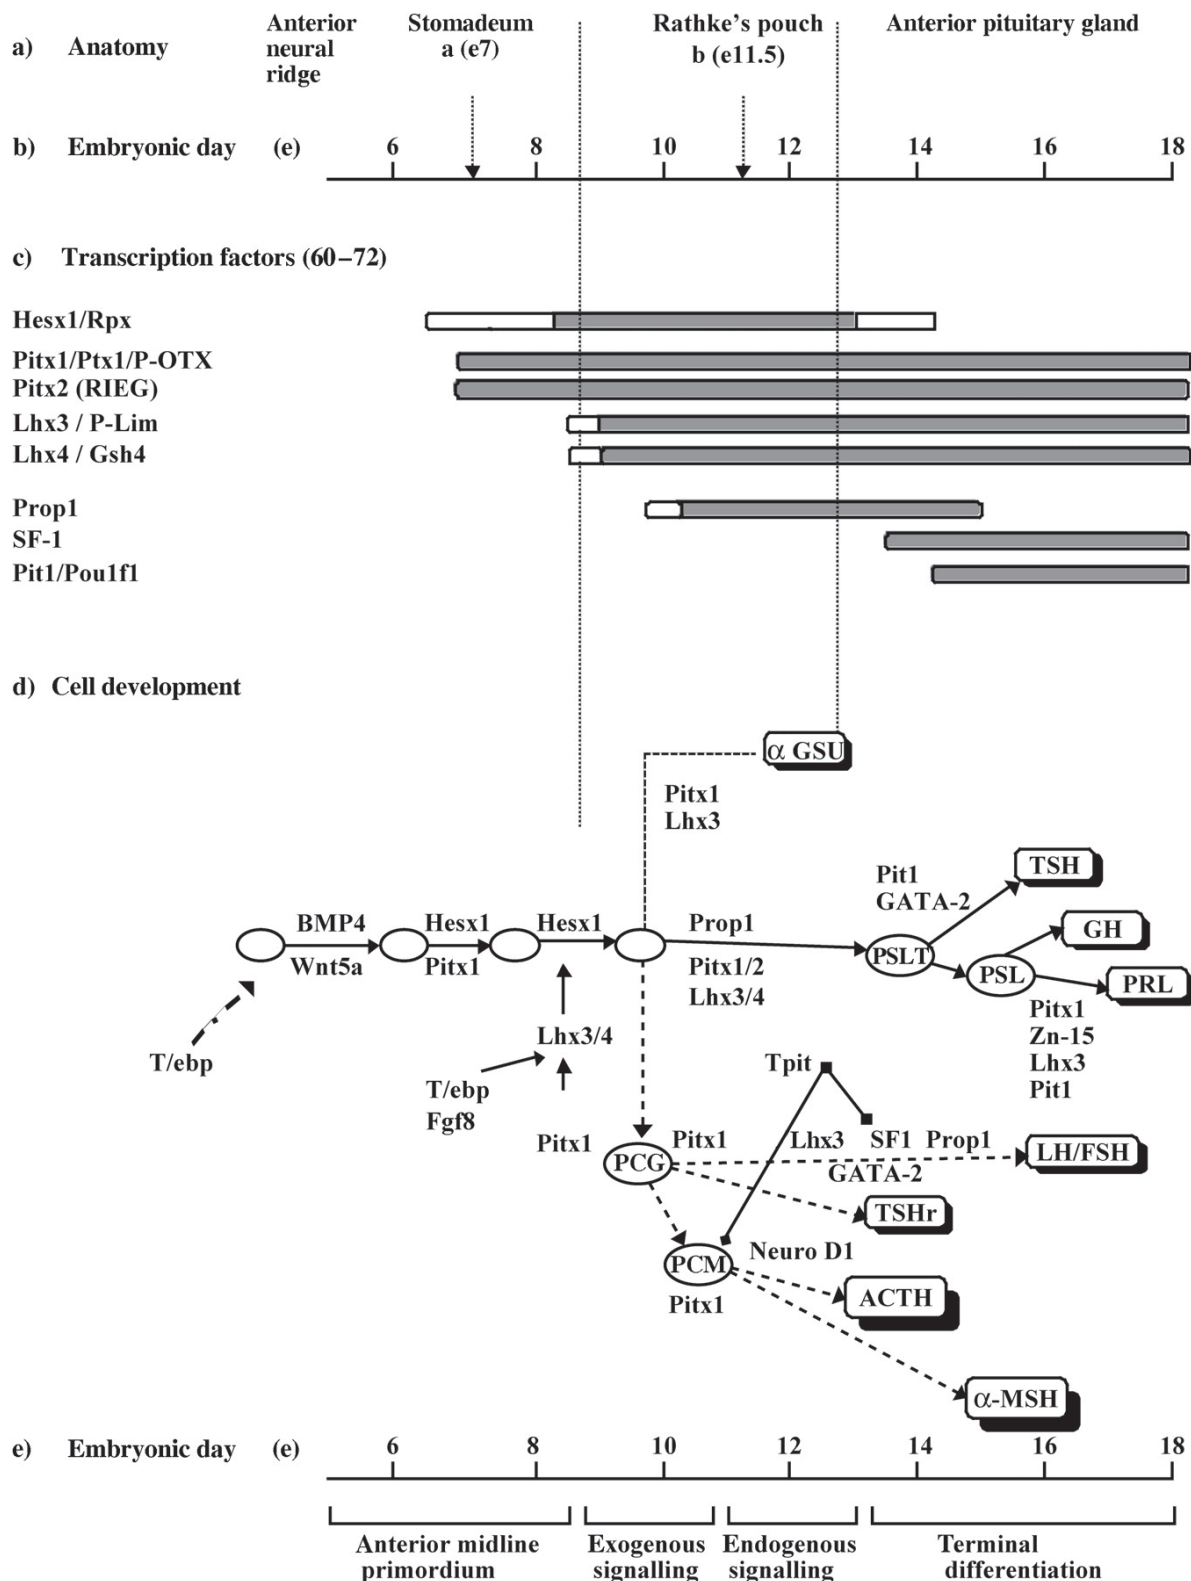 a) Anatomy
Anterior
neural
ridge
Stomadeum
a (e7)
Rathke’s pouch
b (e11.5)
Anterior pituitary gland
b) Embryonic day (e) 6 8 10 12 14 16 18
c) Transcription factors (60–72)
Hesx1/Rpx
Pitx1/Ptx1/P-OTX
Pitx2 (RIEG)
Lhx3 / P-Lim
Lhx4 / Gsh4
Prop1
SF-1
Pit1/Pou1f1
d) Cell development
α GSU
Pitx1
Lhx3
BMP4
Wnt5a
Hesx1
Pitx1
Hesx1
Prop1
Pitx1/2
Lhx3/4
Pit1
GATA-2
TSH
PSLT
GH
PSL
PRL
Pitx1
Zn-15
Lhx3
Pit1
T/ebp
Lhx3/4
T/ebp
Fgf8
Tpit
Pitx1
PCG
Pitx1
Lhx3 SF1 Prop1
GATA-2
LH/FSH
TSHr
PCM
Pitx1
Neuro D1
ACTH
α-MSH
e) Embryonic day (e) 6 8 10 12 14 16 18
Anterior midline
primordium
Exogenous
signalling
Endogenous
signalling
Terminal
differentiation